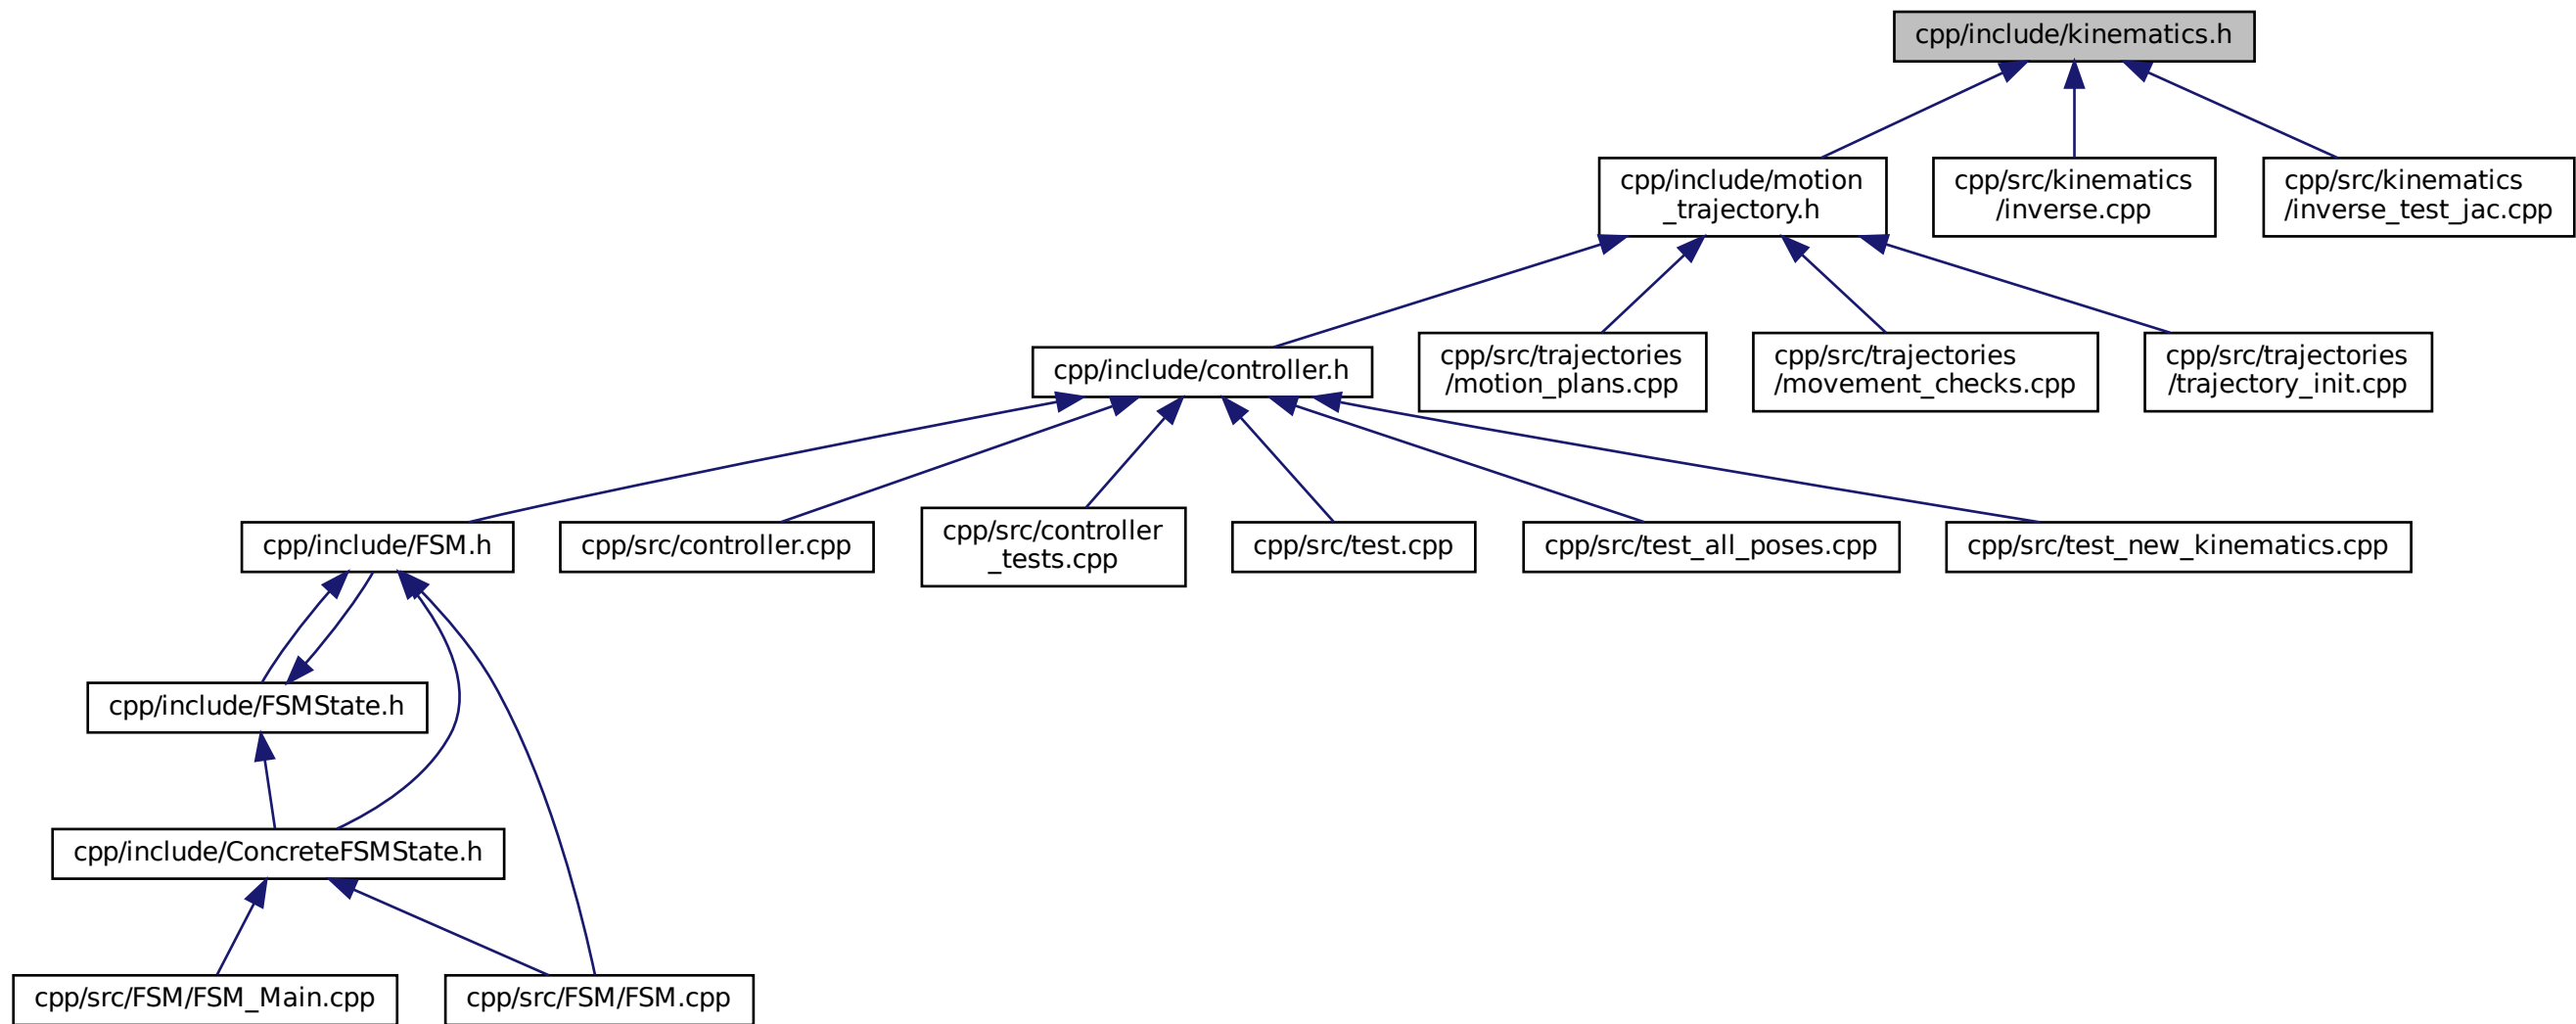 cpp/include/kinematics.h
cpp/include/motion
_trajectory.h
cpp/src/kinematics
/inverse.cpp
cpp/src/kinematics
/inverse_test_jac.cpp
cpp/include/controller.h
cpp/src/trajectories
/motion_plans.cpp
cpp/src/trajectories
/movement_checks.cpp
cpp/src/trajectories
/trajectory_init.cpp
cpp/include/FSM.h
cpp/src/controller.cpp
cpp/src/controller
_tests.cpp
cpp/src/test.cpp
cpp/src/test_all_poses.cpp
cpp/src/test_new_kinematics.cpp
cpp/include/FSMState.h
cpp/include/ConcreteFSMState.h
cpp/src/FSM/FSM_Main.cpp
cpp/src/FSM/FSM.cpp